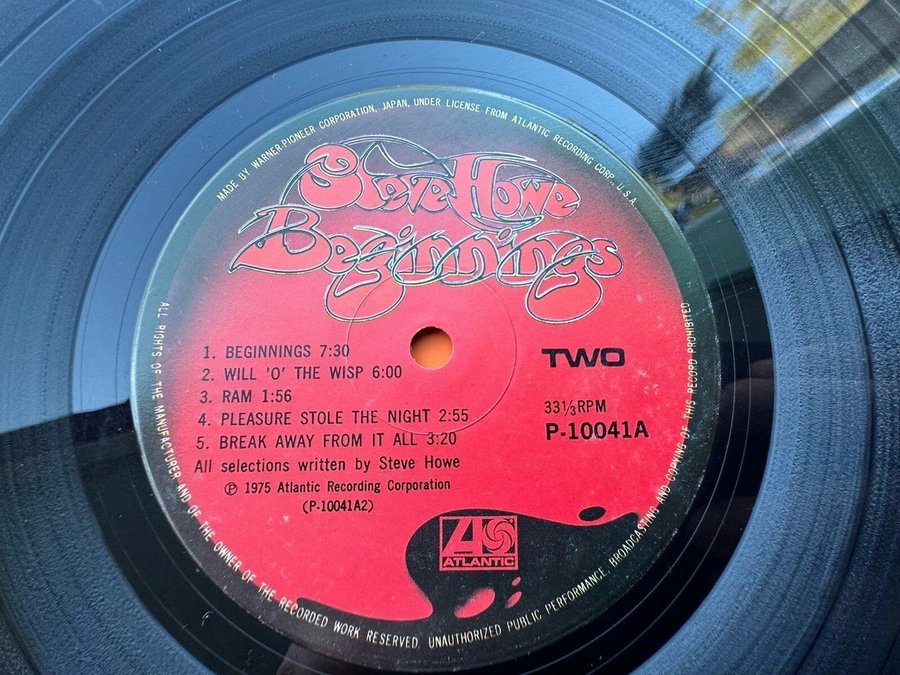 MADE BY WARNER-PIONEER CORPORATION, JAPAN, UNDER LICENSE FROM ATLANTIC RECORDING CORP., U.S.A.
Steve Howe
Beginnings
1. BEGINNINGS 7:30
2. WILL 'O' THE WISP 6:00
3. RAM 1:56
4. PLEASURE STOLE THE NIGHT 2:55
5. BREAK AWAY FROM IT ALL 3:20
All selections written by Steve Howe
℗ 1975 Atlantic Recording Corporation
(P-10041A2)
TWO
33⅓RPM
P-10041A
ATLANTIC
ALL RIGHTS OF THE MANUFACTURER AND OF THE OWNER OF THE RECORDED WORK RESERVED. UNAUTHORIZED PUBLIC PERFORMANCE, BROADCASTING AND COPYING OF THIS RECORD PROHIBITED